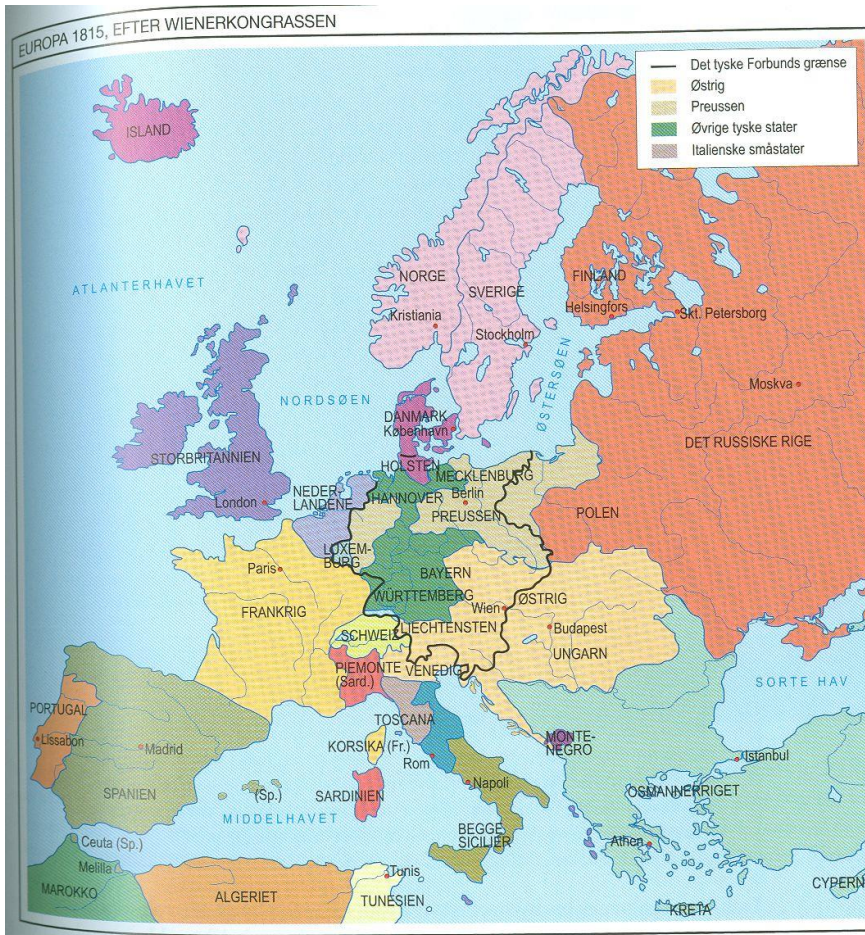 EUROPA 1815, EFTER WIENERKONGRASSEN
Det tyske Forbunds grænse
Østrig
Preussen
Øvrige tyske stater
Italienske småstater
ISLAND
ATLANTERHAVET
NORGE
SVERIGE
FINLAND
Helsingfors
Skt. Petersborg
Kristiania
Stockholm
ØSTERSØEN
Moskva
NORDSØEN
DANMARK
København
DET RUSSISKE RIGE
STORBRITANNIEN
HOLSTEN
MECKLENBURG
NEDER-
LANDENE
HANNOVER
Berlin
London
PREUSSEN
POLEN
LUXEM-
BURG
Paris
BAYERN
WÜRTTEMBERG
ØSTRIG
Wien
FRANKRIG
LIECHTENSTEN
Budapest
SCHWEIZ
UNGARN
PIEMONTE
(Sard.)
VENEDIG
SORTE HAV
PORTUGAL
TOSCANA
Lissabon
Madrid
KORSIKA (Fr.)
MONTE-
NEGRO
Rom
Istanbul
SPANIEN
(Sp.)
SARDINIEN
Napoli
OSMANNERRIGET
MIDDELHAVET
BEGGE
SICILIER
Athen
Ceuta (Sp.)
Melilla
Tunis
MAROKKO
ALGERIET
TUNESIEN
KRETA
CYPERN